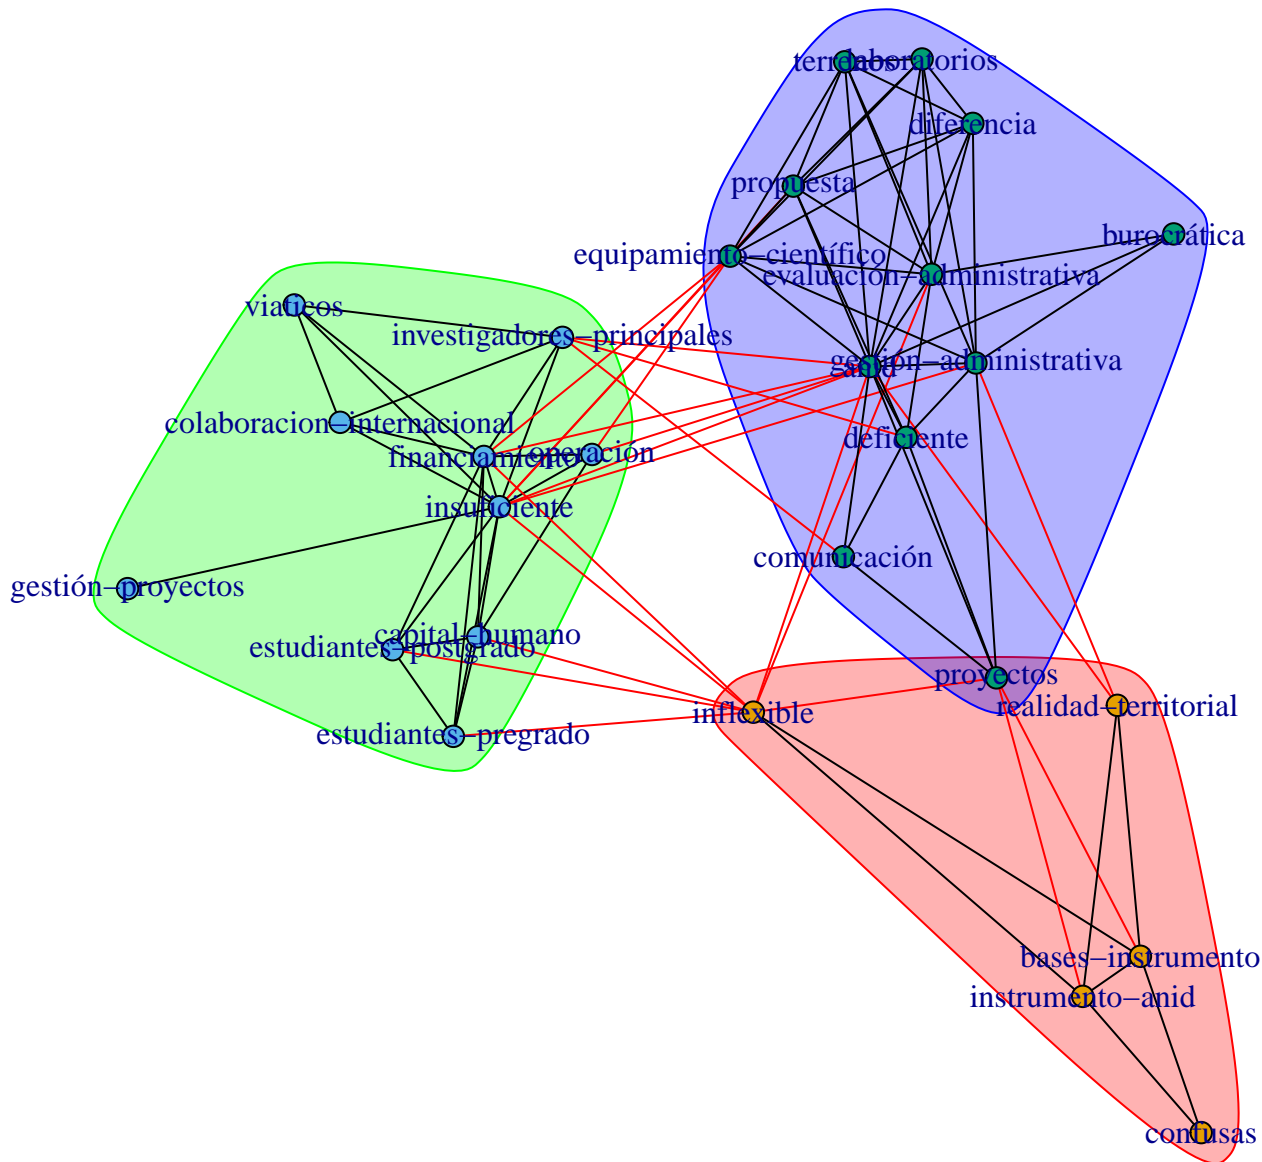 terrenos
laboratorios
diferencia
propuesta
burocrática
equipamiento−científico
evaluación−administrativa
viaticos
investigadores−principales
gestión−administrativa
anid
colaboracion−internacional
deficiente
financiamiento
operación
insuficiente
comunicación
gestión−proyectos
capital−humano
estudiantes−postgrado
proyectos
inflexible
realidad−territorial
estudiantes−pregrado
bases−instrumento
instrumento−anid
confusas